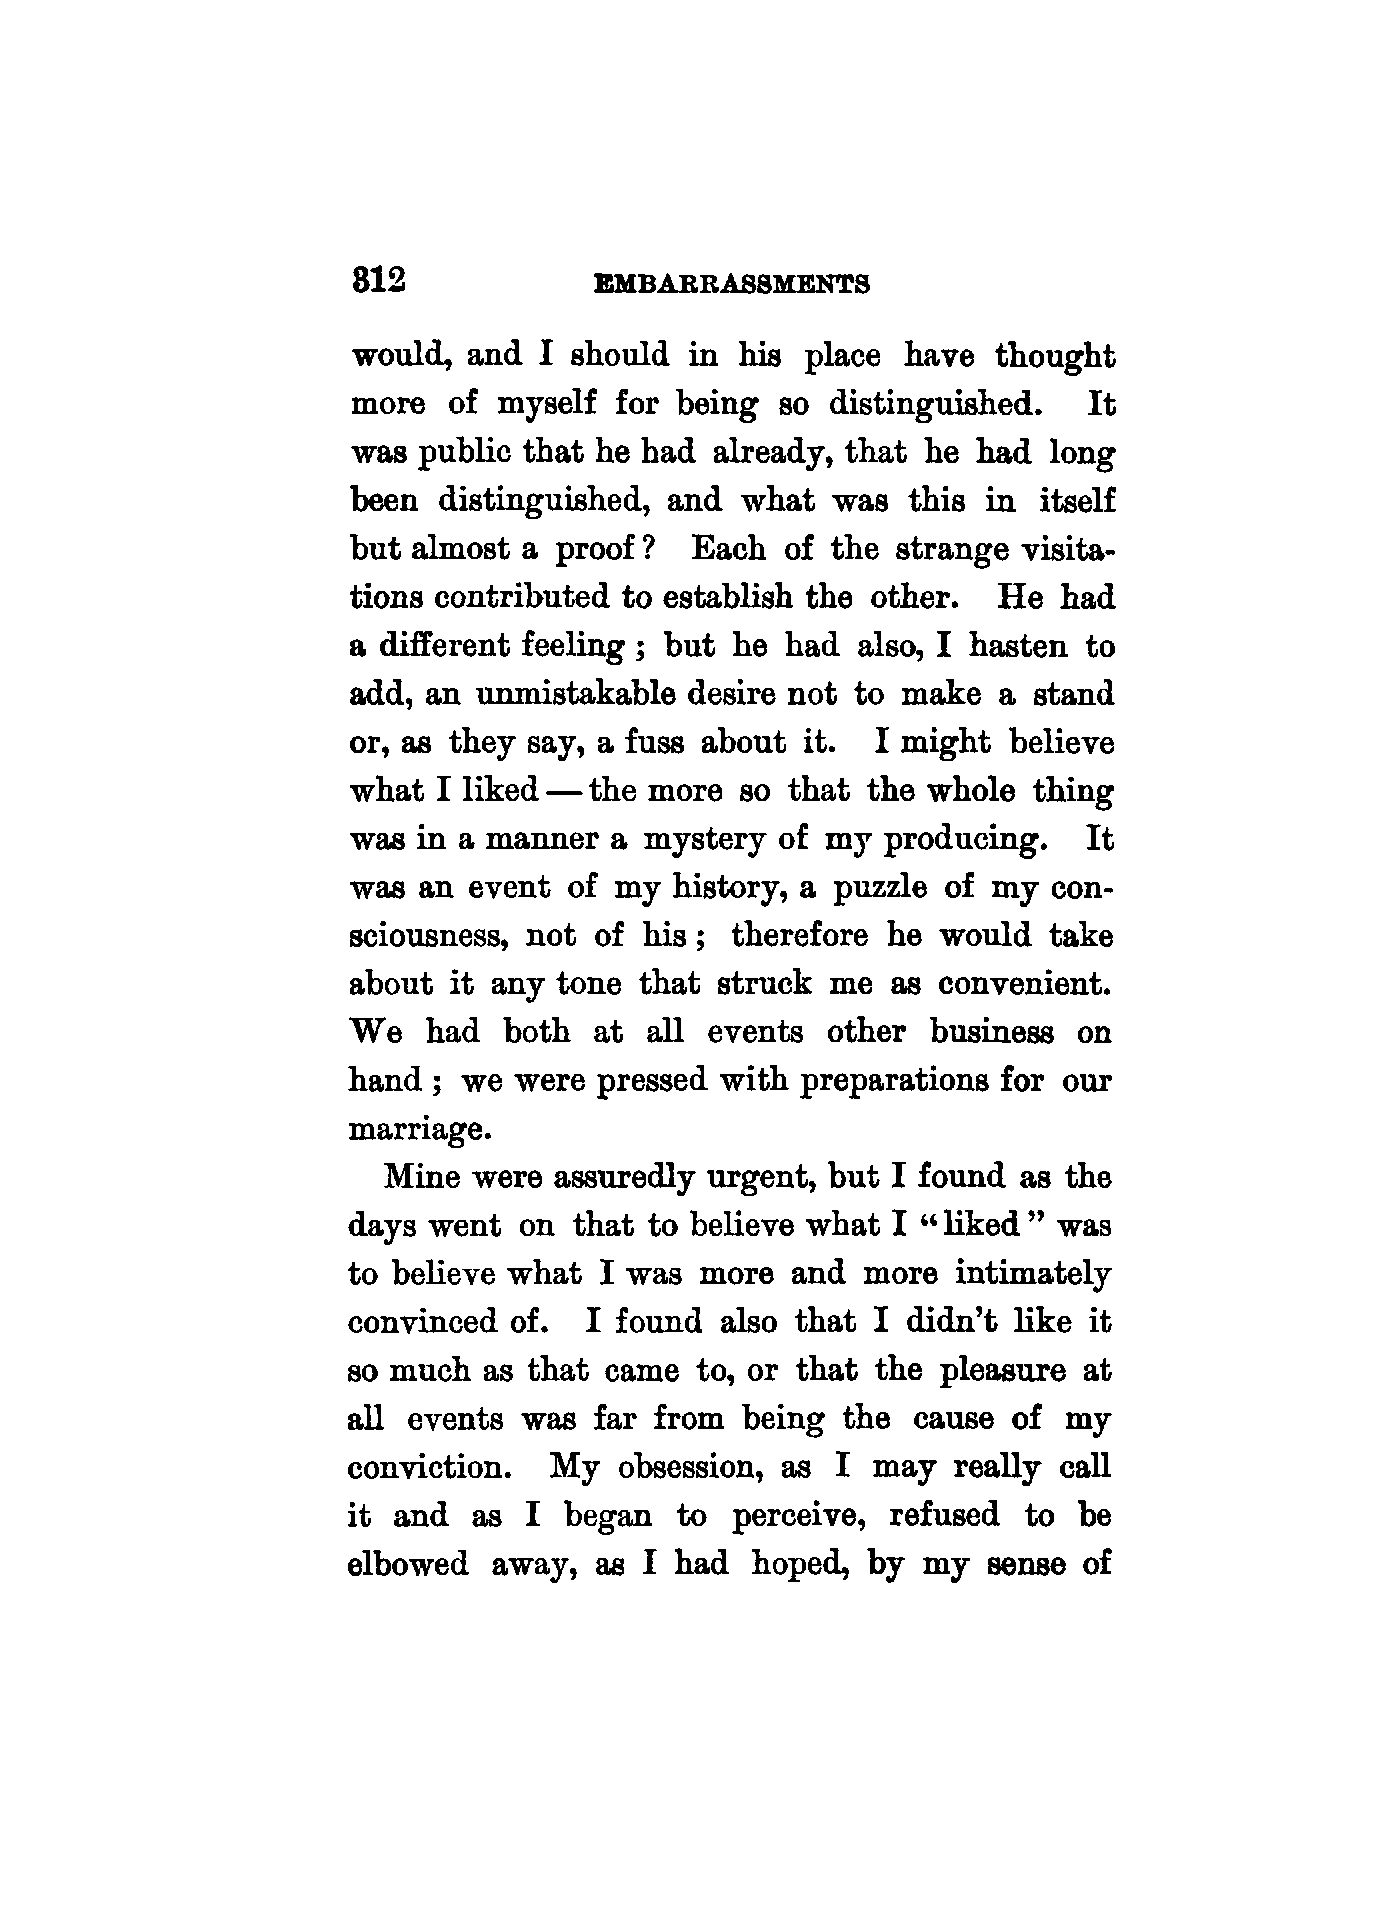 312 EMBARRASSMENTS
would, and I should in his place have thought
more of myself for being so distinguished. It
was public that he had already, that he had long
been distinguished, and what was this in itself
but almost a proof? Each of the strange visita-
tions contributed to establish the other. He had
a different feeling; but he had also, I hasten to
add, an unmistakable desire not to make a stand
or, as they say, a fuss about it. I might believe
what I liked—the more so that the whole thing
was in a manner a mystery of my producing. It
was an event of my history, a puzzle of my con-
sciousness, not of his; therefore he would take
about it any tone that struck me as convenient.
We had both at all events other business on
hand; we were pressed with preparations for our
marriage.
Mine were assuredly urgent, but I found as the
days went on that to believe what I “liked” was
to believe what I was more and more intimately
convinced of. I found also that I didn’t like it
so much as that came to, or that the pleasure at
all events was far from being the cause of my
conviction. My obsession, as I may really call
it and as I began to perceive, refused to be
elbowed away, as I had hoped, by my sense of